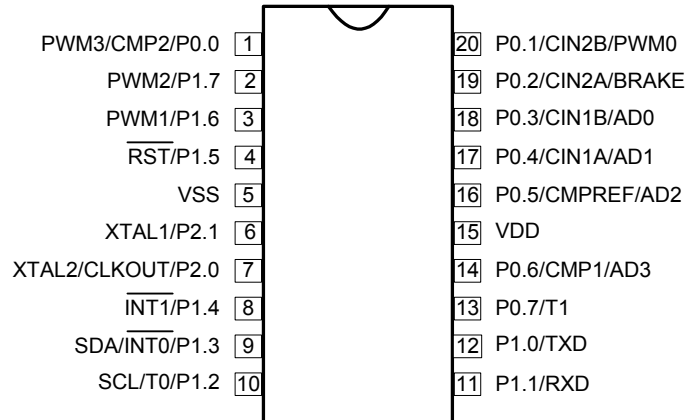 PWM3/CMP2/P0.0 1 20 P0.1/CIN2B/PWM0
PWM2/P1.7 2 19 P0.2/CIN2A/BRAKE
PWM1/P1.6 3 18 P0.3/CIN1B/AD0
RST/P1.5 4 17 P0.4/CIN1A/AD1
VSS 5 16 P0.5/CMPREF/AD2
XTAL1/P2.1 6 15 VDD
XTAL2/CLKOUT/P2.0 7 14 P0.6/CMP1/AD3
INT1/P1.4 8 13 P0.7/T1
SDA/INT0/P1.3 9 12 P1.0/TXD
SCL/T0/P1.2 10 11 P1.1/RXD